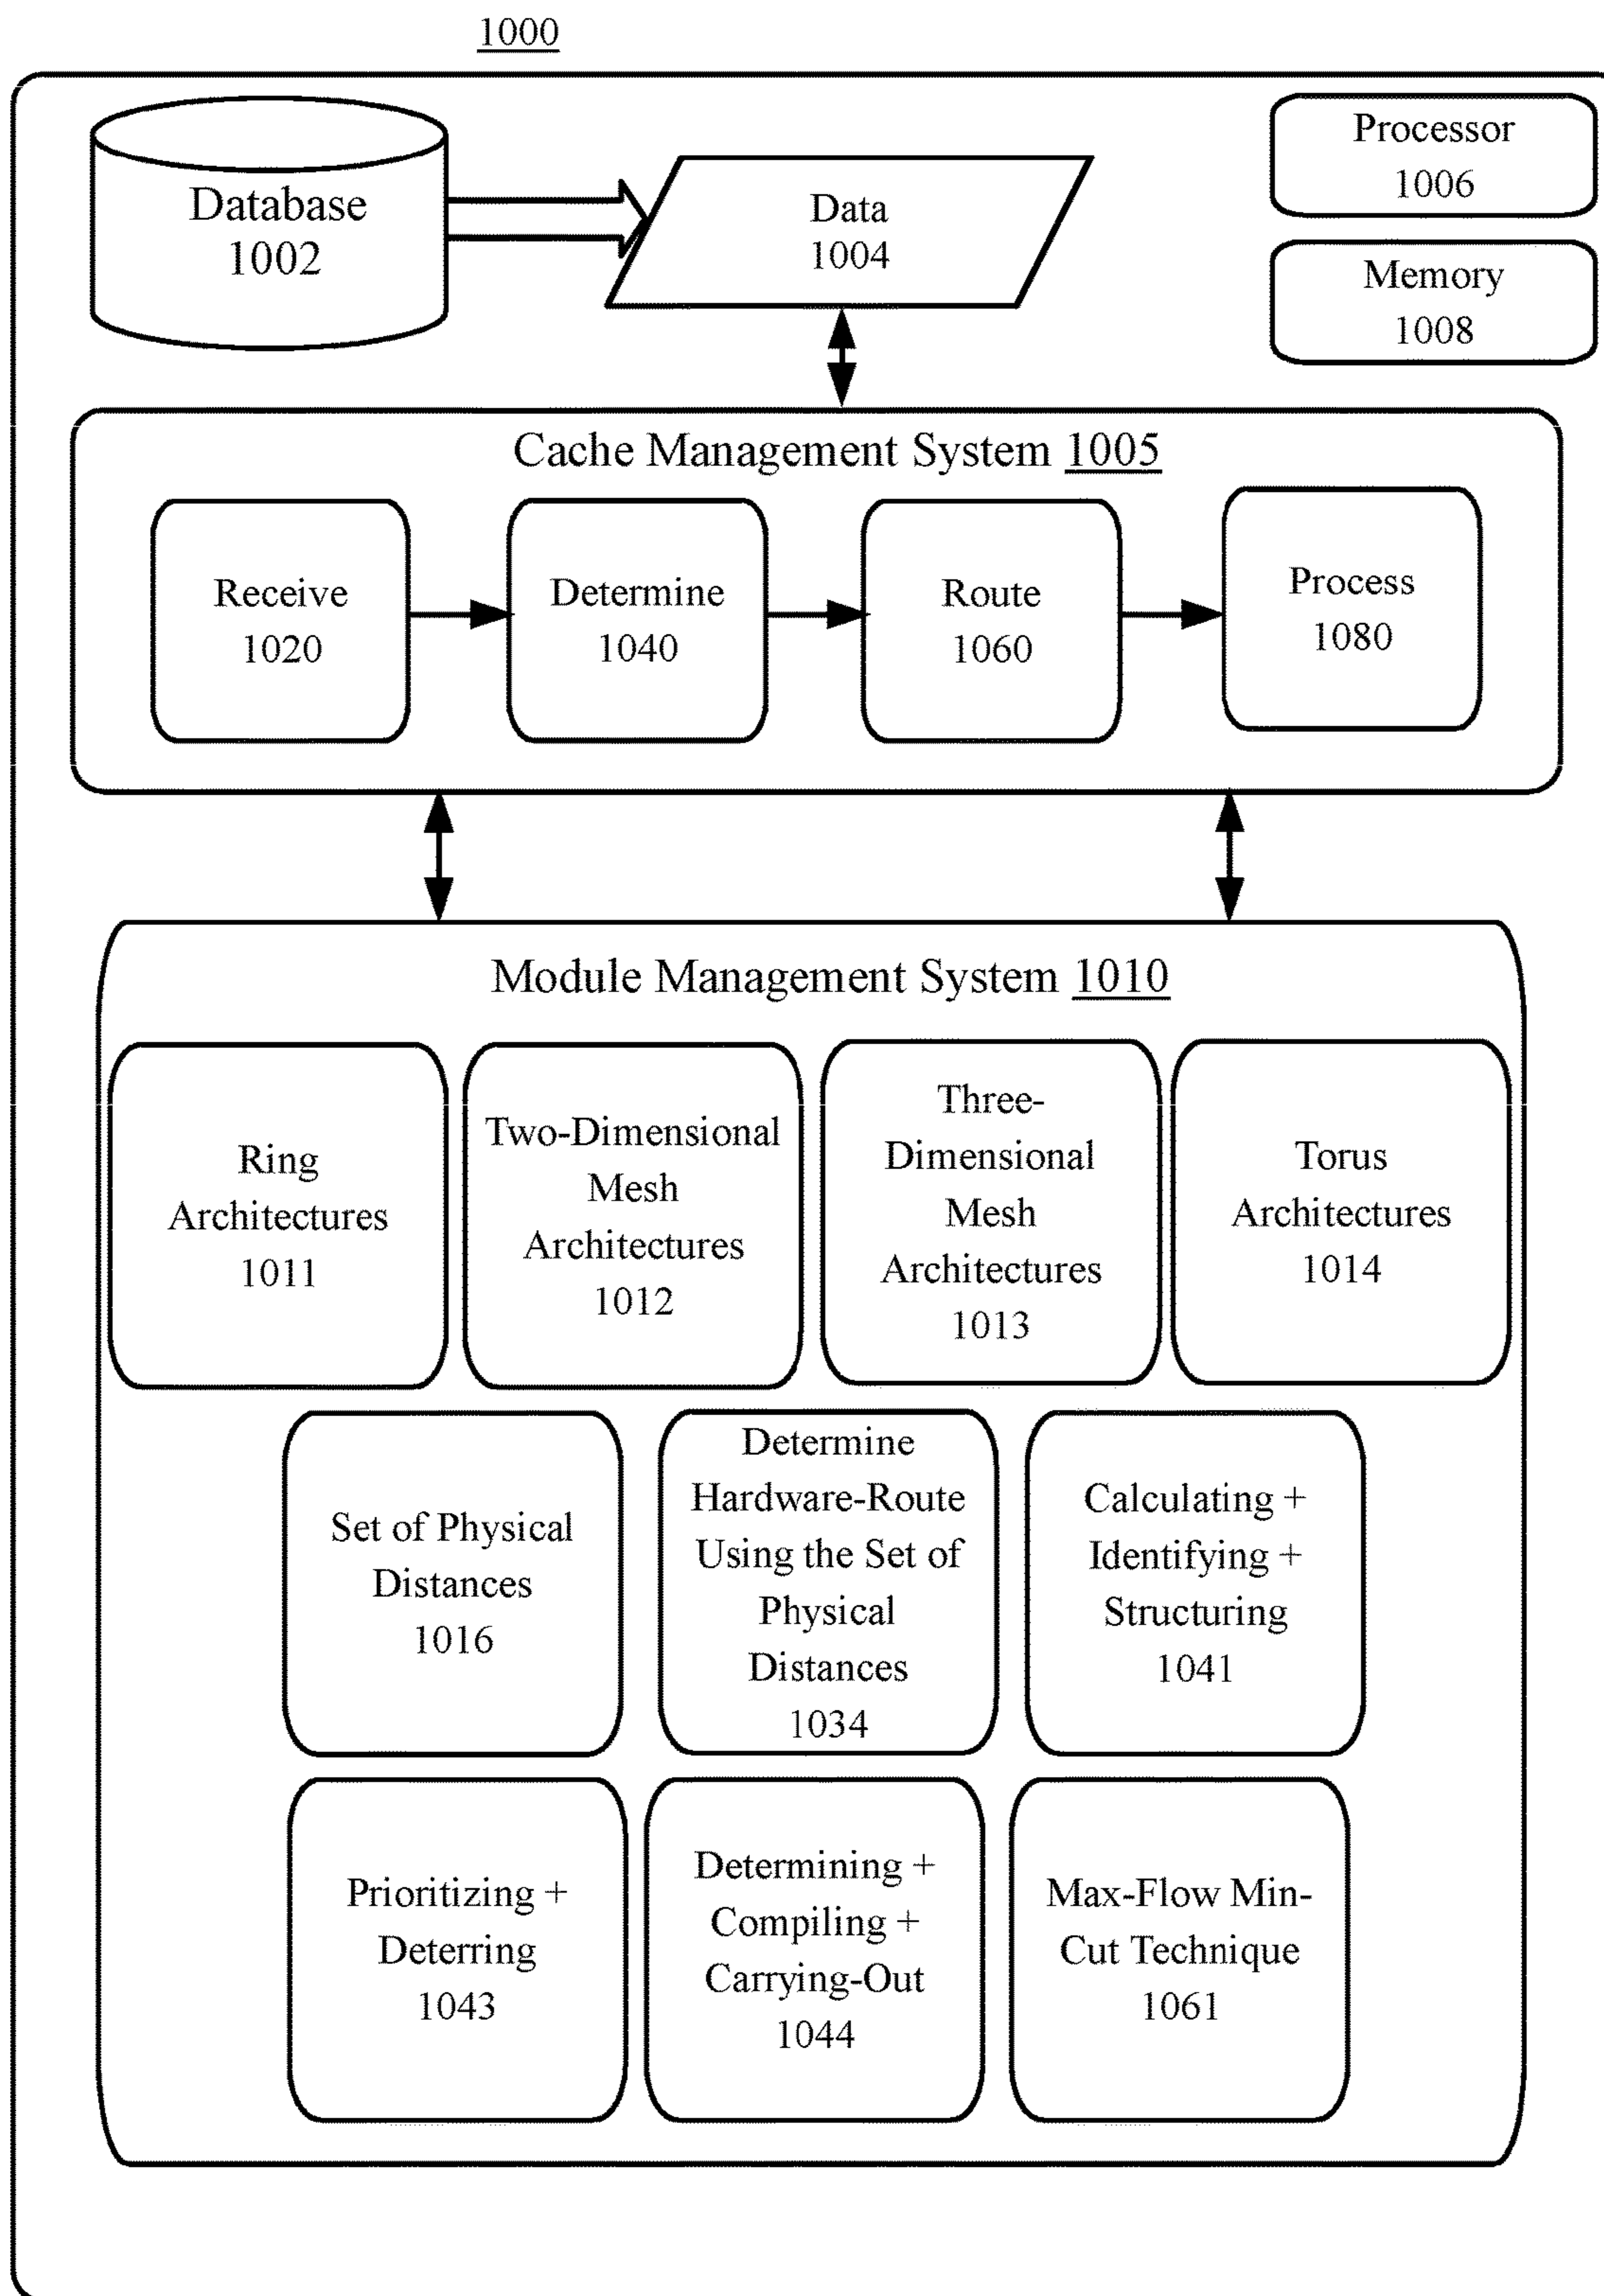 1000
Database
1002
Data
1004
Processor
1006
Memory
1008
Cache Management System 1005
Receive
1020
Determine
1040
Route
1060
Process
1080
Module Management System 1010
Ring
Architectures
1011
Two-Dimensional
Mesh
Architectures
1012
Three-
Dimensional
Mesh
Architectures
1013
Torus
Architectures
1014
Set of Physical
Distances
1016
Determine
Hardware-Route
Using the Set of
Physical
Distances
1034
Calculating +
Identifying +
Structuring
1041
Prioritizing +
Deterring
1043
Determining +
Compiling +
Carrying-Out
1044
Max-Flow Min-
Cut Technique
1061